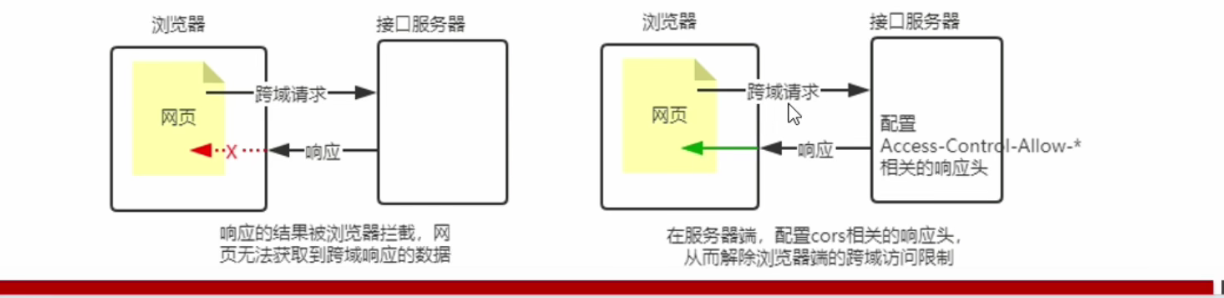 浏览器
接口服务器
网页
跨域请求
X
响应
响应的结果被浏览器拦截，网
页无法获取到跨域响应的数据
浏览器
接口服务器
网页
跨域请求
响应
配置
Access-Control-Allow-*
相关的响应头
在服务器端，配置cors相关的响应头，
从而解除浏览器端的跨域访问限制